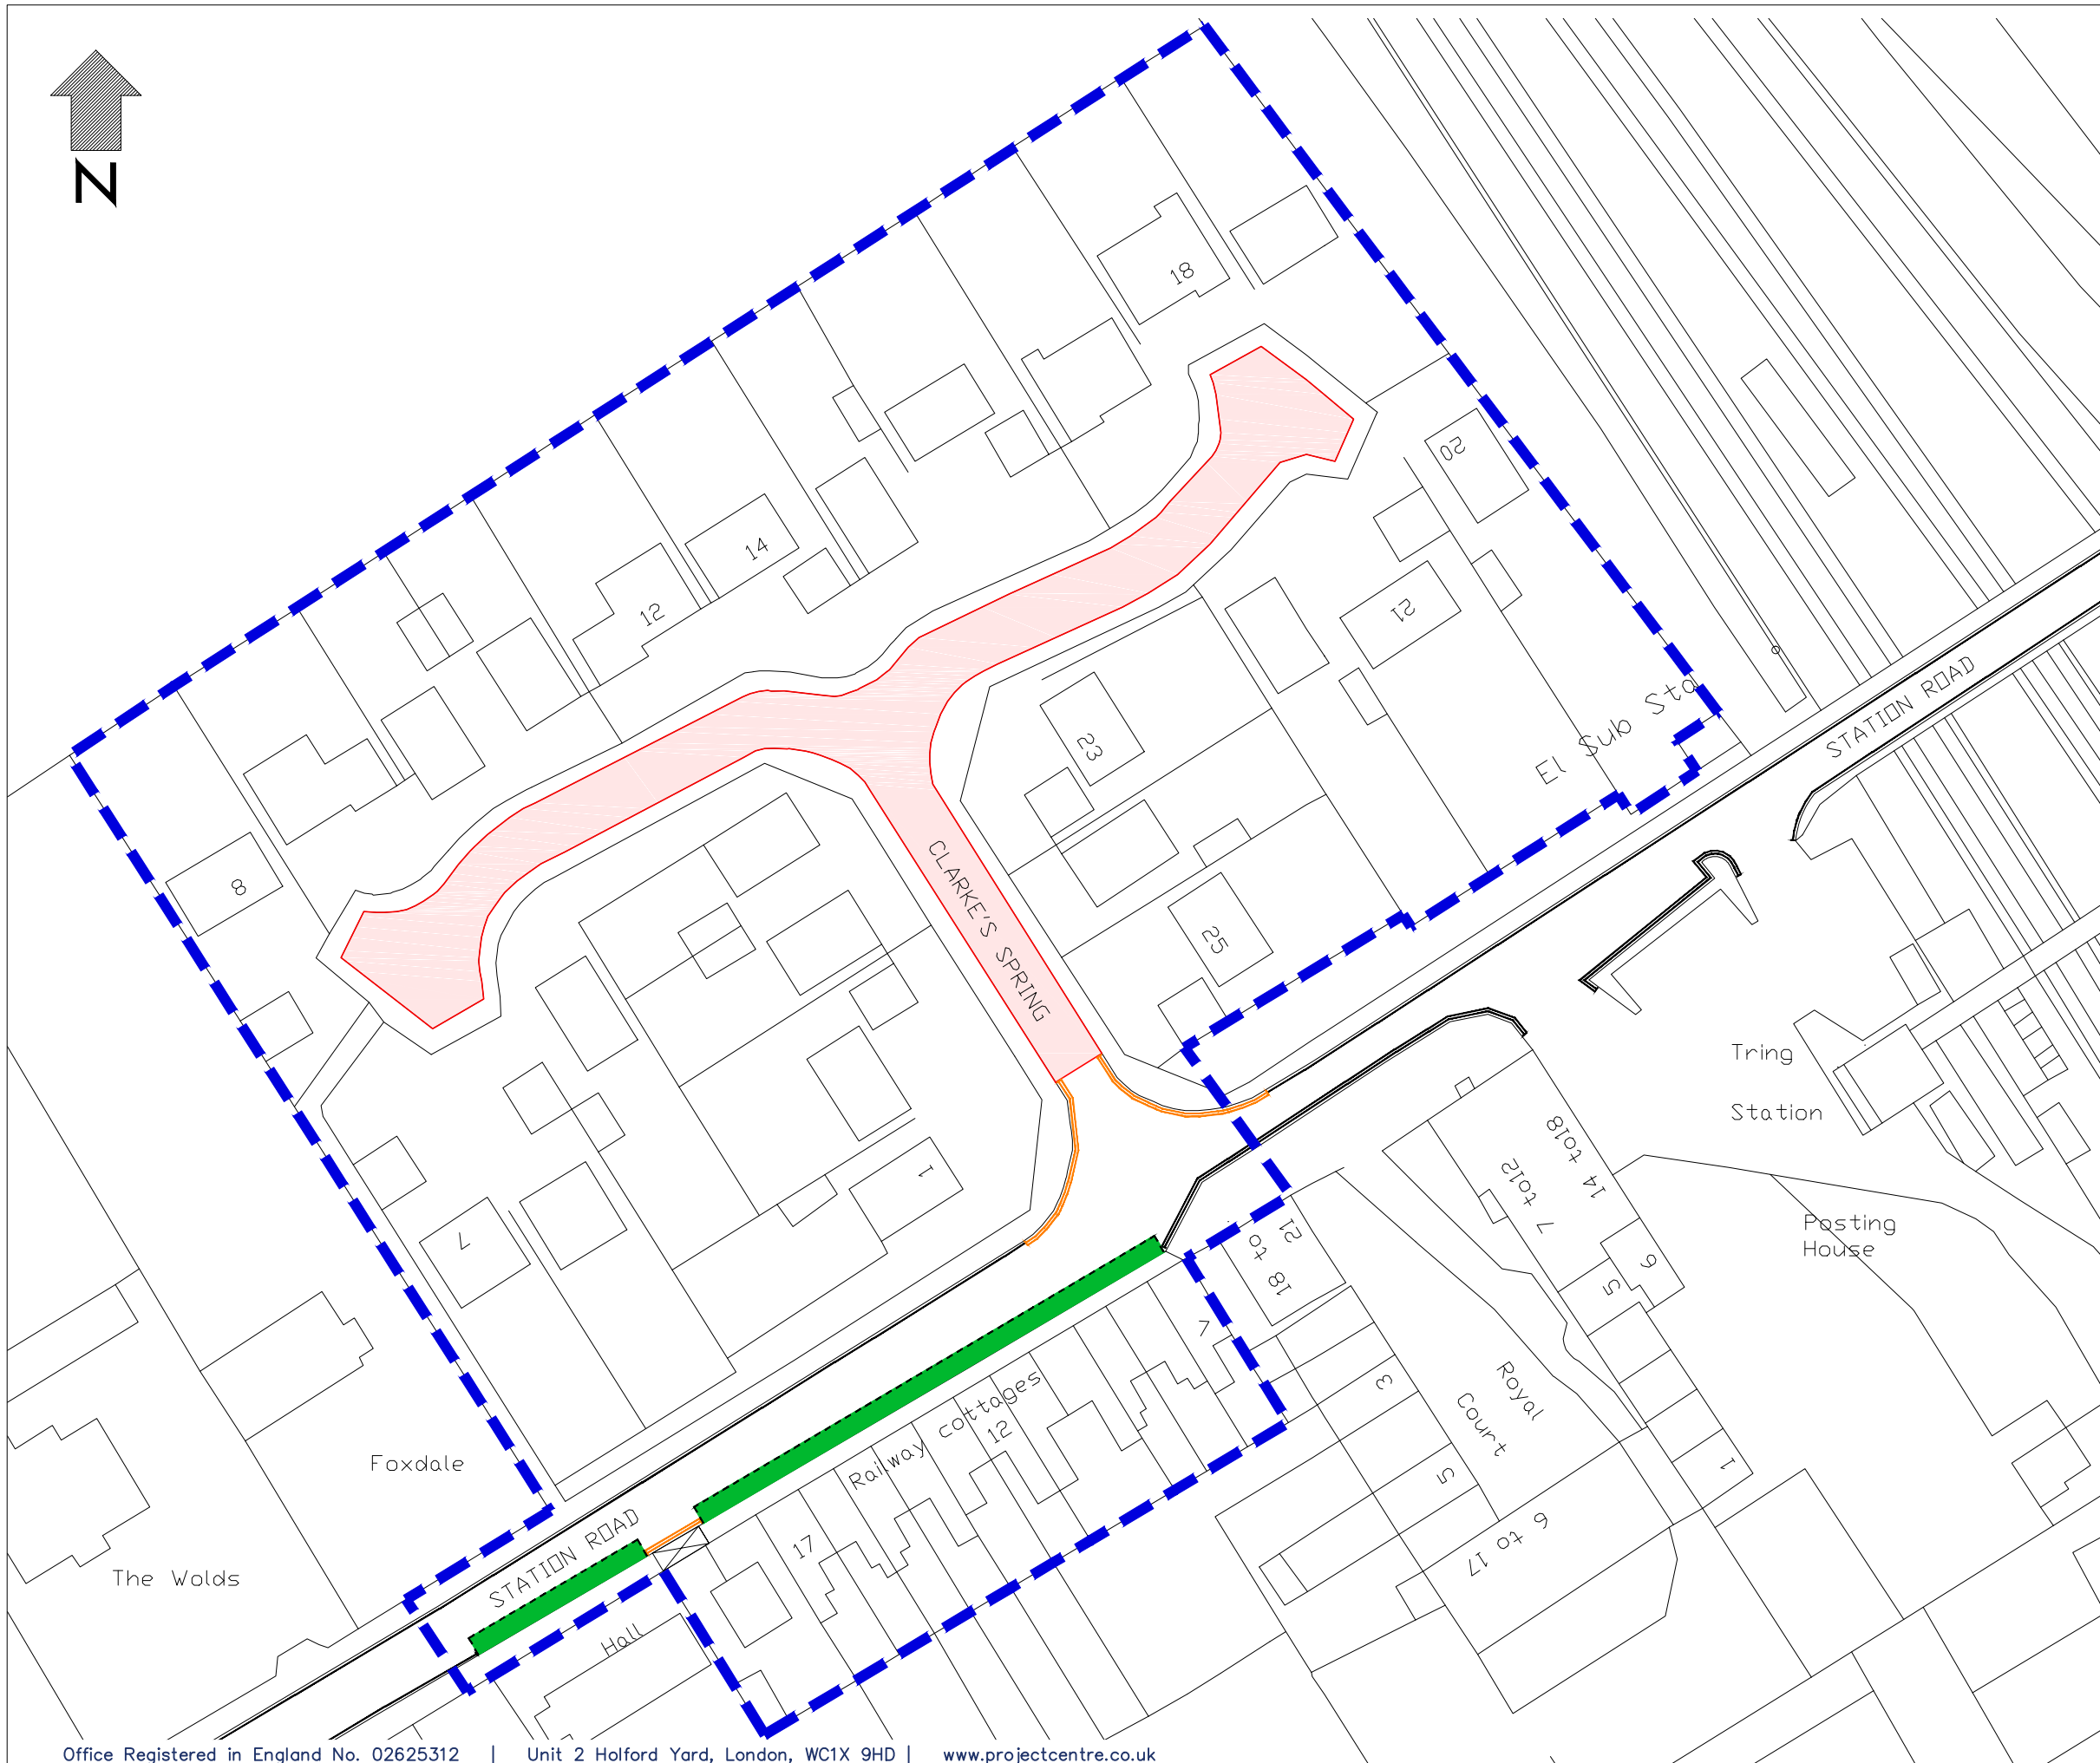 N
18
20
14
12
21
El Sub Sta
STATION ROAD
23
8
CLARKE'S SPRING
25
Tring
Station
14 to18
7 to12
1
7
Posting
House
18 to 21
6
5
7
Railway cottages
12
3
Royal
Court
Foxdale
5
1
17
6 to 17
STATION ROAD
The Wolds
Hall
Office Registered in England No. 02625312 | Unit 2 Holford Yard, London, WC1X 9HD | www.projectcentre.co.uk